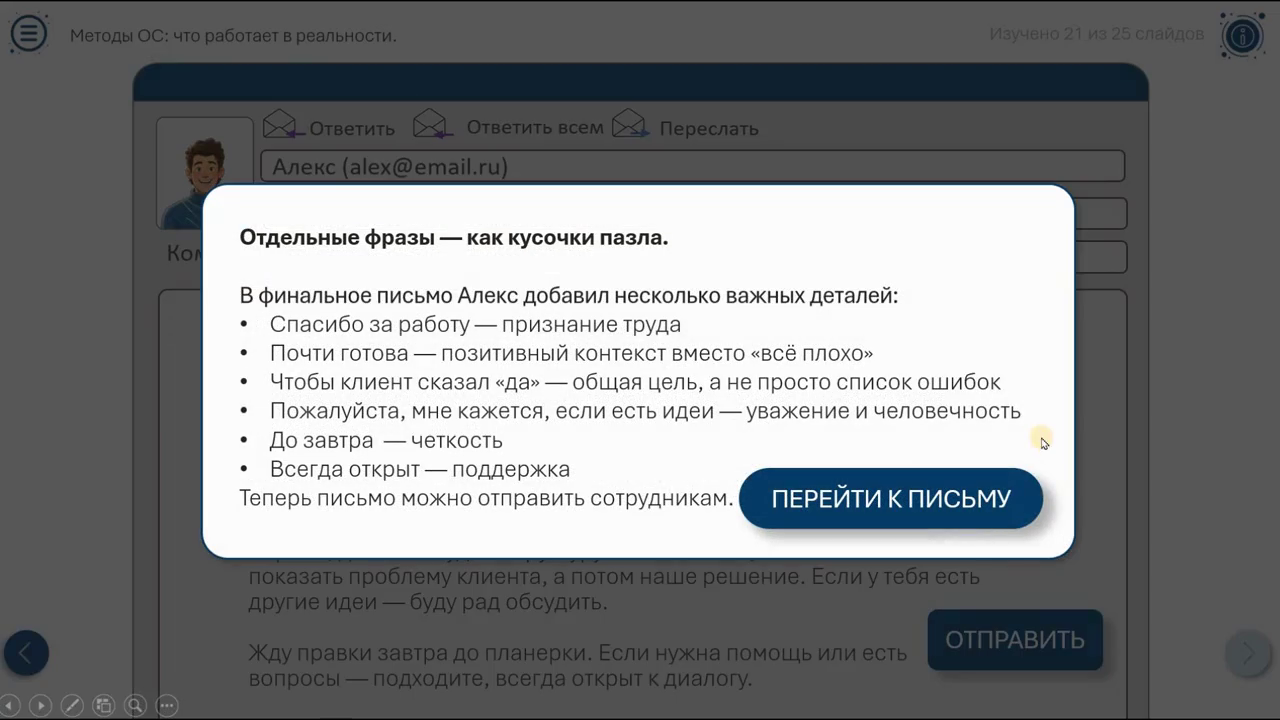 Методы ОС: что работает в реальности.
Изучено 21 из 25 слайдов
Ответить
Ответить всем
Переслать
Алекс (alex@email.ru)
Отдельные фразы — как кусочки пазла.
В финальное письмо Алекс добавил несколько важных деталей:
• Спасибо за работу — признание труда
• Почти готова — позитивный контекст вместо «всё плохо»
• Чтобы клиент сказал «да» — общая цель, а не просто список ошибок
• Пожалуйста, мне кажется, если есть идеи — уважение и человечность
• До завтра — четкость
• Всегда открыт — поддержка
Теперь письмо можно отправить сотрудникам.
ПЕРЕЙТИ К ПИСЬМУ
показать проблему клиента, а потом наше решение. Если у тебя есть
другие идеи — буду рад обсудить.
ОТПРАВИТЬ
Жду правки завтра до планерки. Если нужна помощь или есть
вопросы — подходите, всегда открыт к диалогу.